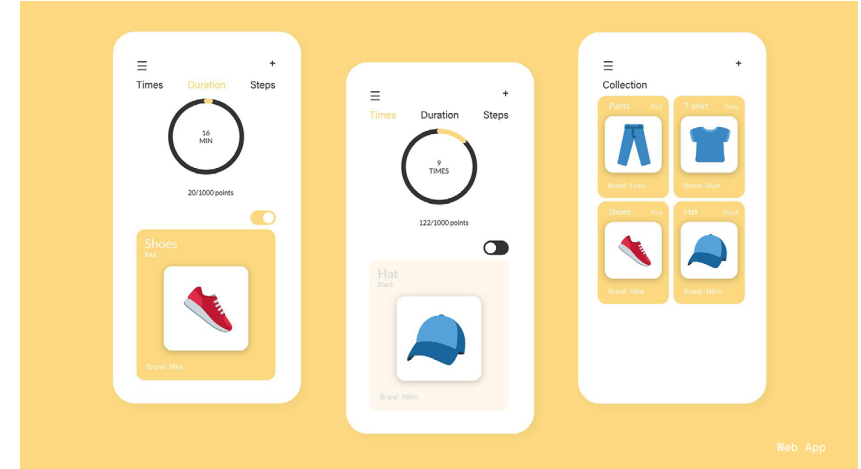 Times Duration Steps
16
MIN
20/1000 points
Shoes
Red
Brand : Nike
Times Duration Steps
9
TIMES
122/1000 points
Hat
Black
Brand : Nikin
Collection
Pants Red
T-shirt Grey
Brand : Levis
Brand : Nikin
Shoes Red
Hat Black
Brand : Nike
Brand : Nikin
Web App